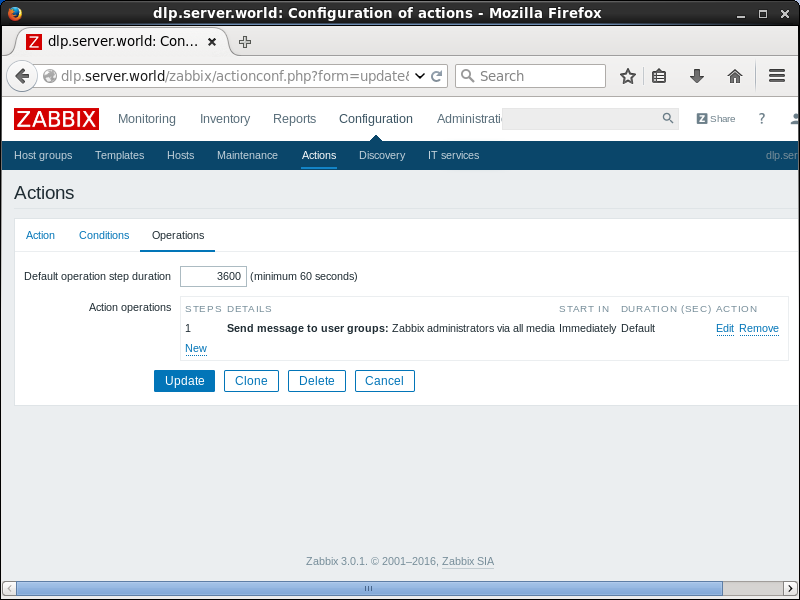 dlp.server.world: Configuration of actions - Mozilla Firefox
Z dlp.server.world: Con...
dlp.server.world/zabbix/actionconf.php?form=update& Search
ZABBIX Monitoring Inventory Reports Configuration Administrati Z Share ?
Host groups Templates Hosts Maintenance Actions Discovery IT services dlp.ser
Actions
Action Conditions Operations
Default operation step duration 3600 (minimum 60 seconds)
Action operations STEPS DETAILS START IN DURATION (SEC) ACTION
1 Send message to user groups: Zabbix administrators via all media Immediately Default Edit Remove
New
Update Clone Delete Cancel
Zabbix 3.0.1. © 2001–2016, Zabbix SIA